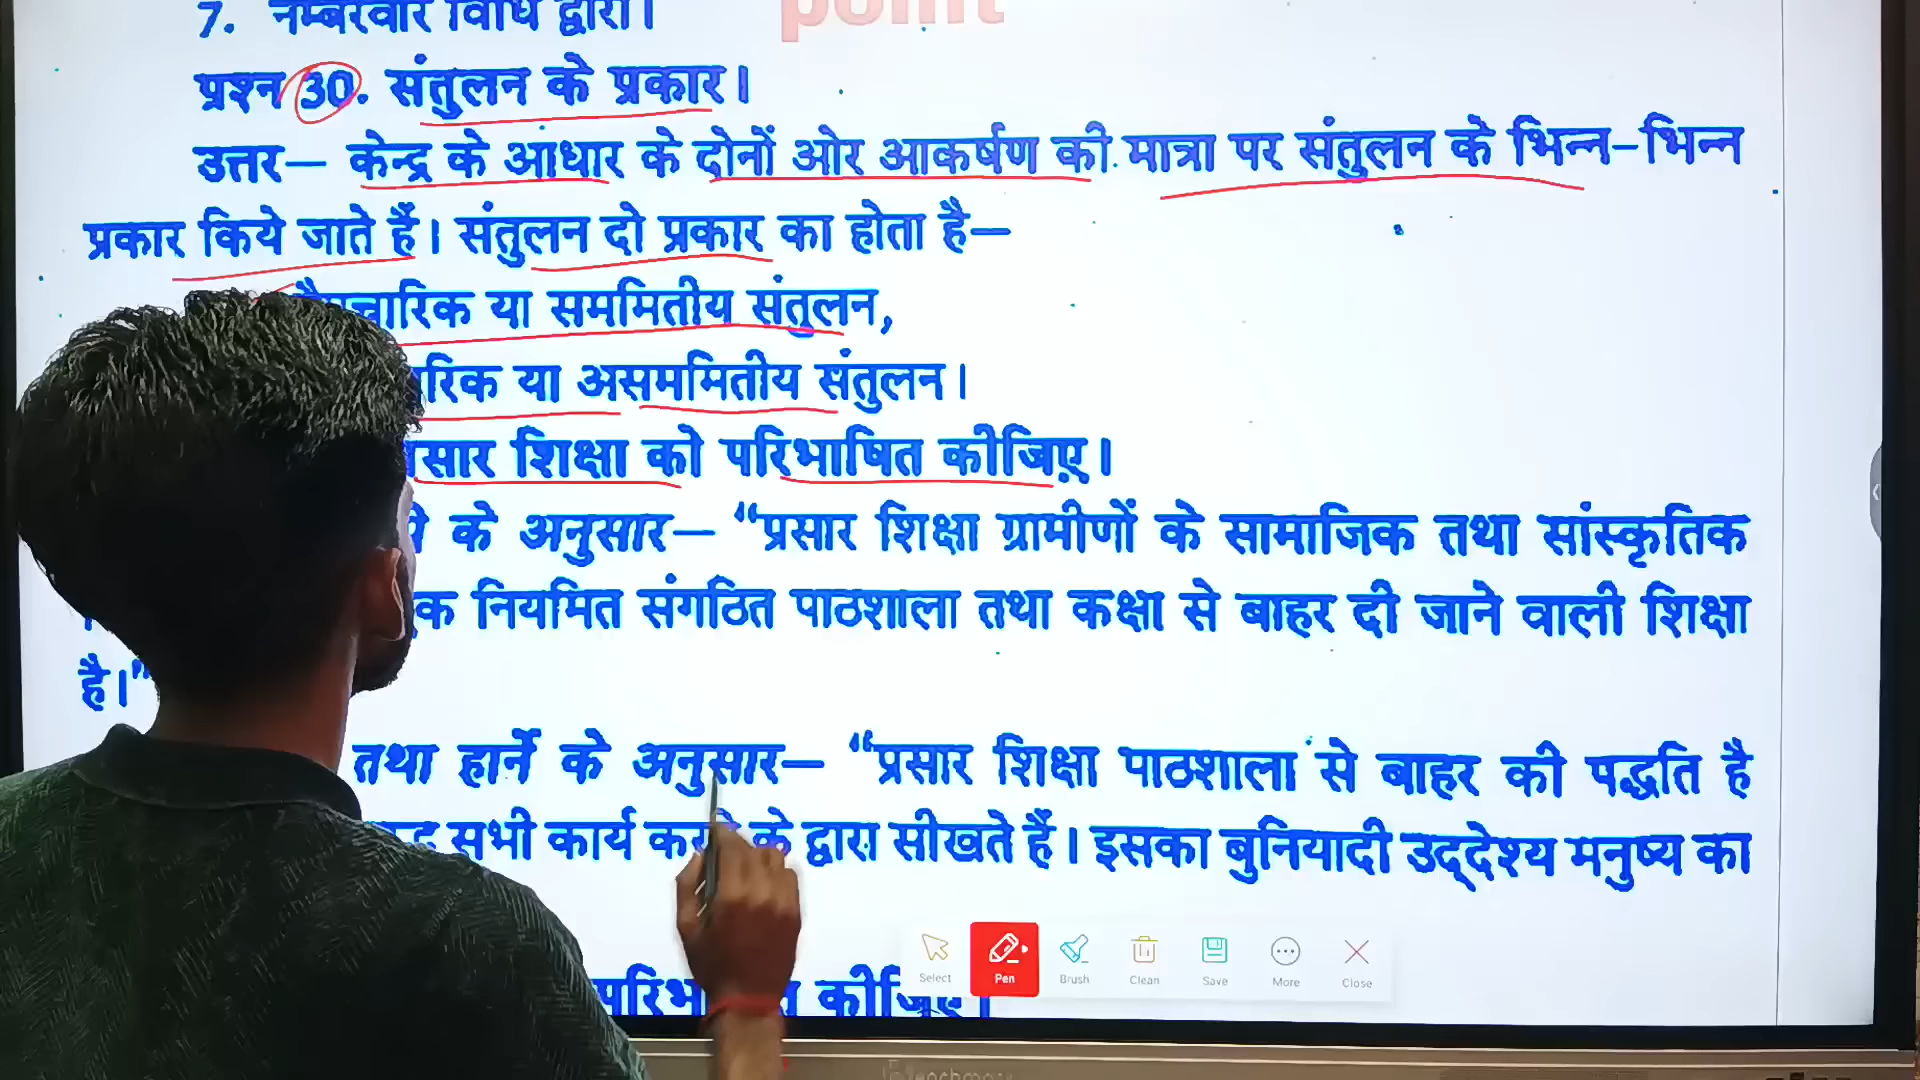 7. नम्बरवार विधि द्वारा।
point
प्रश्न 30. संतुलन के प्रकार।
उत्तर— केन्द्र के आधार के दोनों ओर आकर्षण की मात्रा पर संतुलन के भिन्न-भिन्न
प्रकार किये जाते हैं। संतुलन दो प्रकार का होता है—
या सममितीय संतुलन,
या असममितीय संतुलन।
शिक्षा को परिभाषित कीजिए।
के अनुसार— “प्रसार शिक्षा ग्रामीणों के सामाजिक तथा सांस्कृतिक
नियमित संगठित पाठशाला तथा कक्षा से बाहर दी जाने वाली शिक्षा
है।”
तथा हार्ने के अनुसार— “प्रसार शिक्षा पाठशाला से बाहर की पद्धति है
सभी कार्य करने के द्वारा सीखते हैं। इसका बुनियादी उद्देश्य मनुष्य का
कीजिए।
Select Pen Brush Clean Save More Close